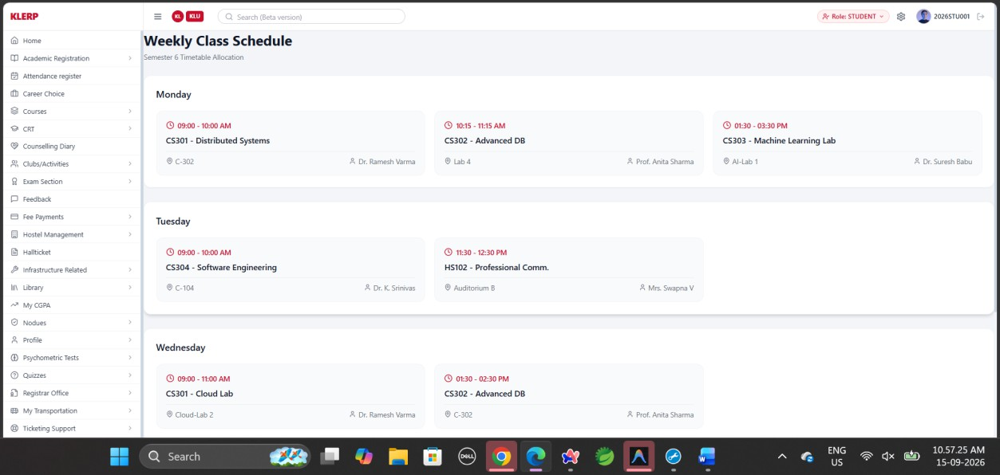 KLERP
KL KLU
Search (Beta version)
Role: STUDENT
2026STU001
Home
Academic Registration
Attendance register
Career Choice
Courses
CRT
Counselling Diary
Clubs/Activities
Exam Section
Feedback
Fee Payments
Hostel Management
Hallticket
Infrastructure Related
Library
My CGPA
Nodues
Profile
Psychometric Tests
Quizzes
Registrar Office
My Transportation
Ticketing Support
Weekly Class Schedule
Semester 6 Timetable Allocation
Monday
09:00 - 10:00 AM
CS301 - Distributed Systems
C-302 Dr. Ramesh Varma
10:15 - 11:15 AM
CS302 - Advanced DB
Lab 4 Prof. Anita Sharma
01:30 - 03:30 PM
CS303 - Machine Learning Lab
AI-Lab 1 Dr. Suresh Babu
Tuesday
09:00 - 10:00 AM
CS304 - Software Engineering
C-104 Dr. K. Srinivas
11:30 - 12:30 PM
HS102 - Professional Comm.
Auditorium B Mrs. Swapna V
Wednesday
09:00 - 11:00 AM
CS301 - Cloud Lab
Cloud-Lab 2 Dr. Ramesh Varma
01:30 - 02:30 PM
CS302 - Advanced DB
C-302 Prof. Anita Sharma
Search
DELL
W
ENG
US
10.57.25 AM
15-09-2026